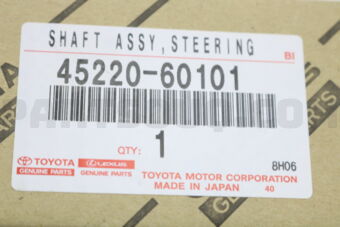 SHAFT ASSY, STEERING
BI
45220-60101
QTY:
1
8H06
TOYOTA
GENUINE PARTS
LEXUS
GENUINE PARTS
TOYOTA MOTOR CORPORATION
MADE IN JAPAN
40